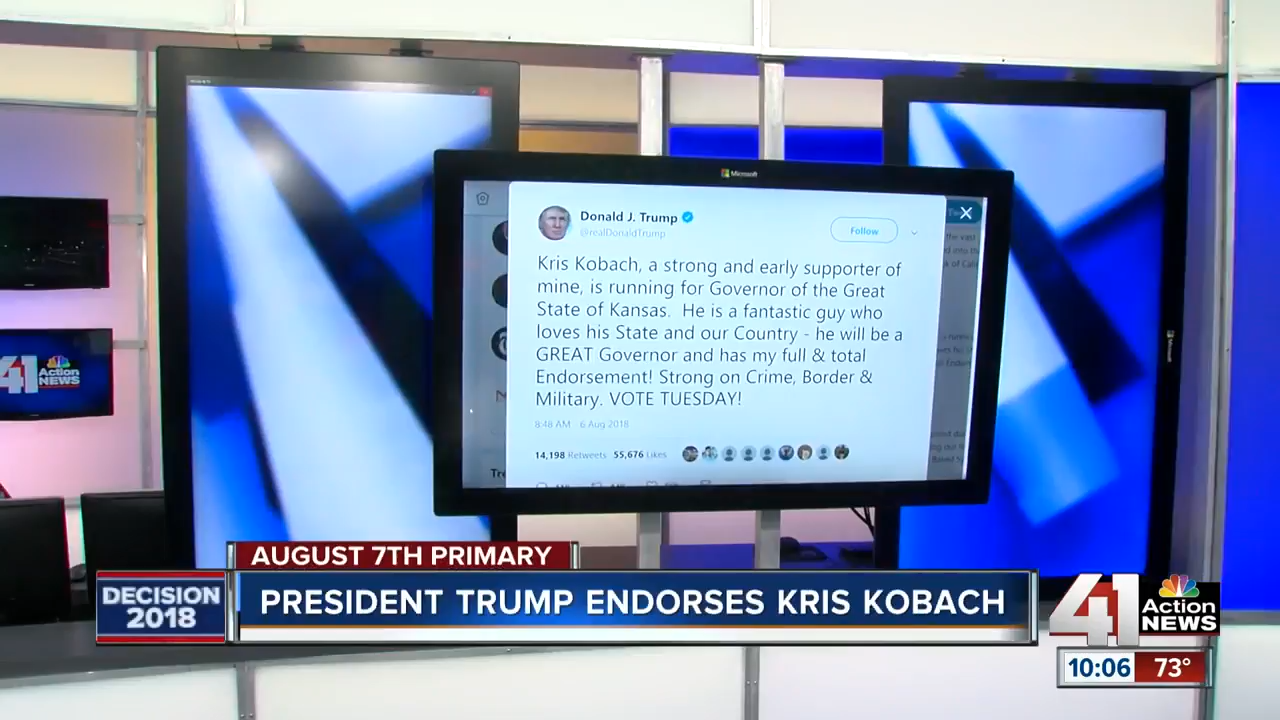 Microsoft
Donald J. Trump
@realDonaldTrump
Follow
Kris Kobach, a strong and early supporter of
mine, is running for Governor of the Great
State of Kansas.  He is a fantastic guy who
loves his State and our Country - he will be a
GREAT Governor and has my full & total
Endorsement! Strong on Crime, Border &
Military. VOTE TUESDAY!
8:48 AM   6 Aug 2018
14,198 Retweets  55,676 Likes
41 Action
NEWS
Microsoft
AUGUST 7TH PRIMARY
DECISION
2018
PRESIDENT TRUMP ENDORSES KRIS KOBACH
41 Action
NEWS
10:06 73°